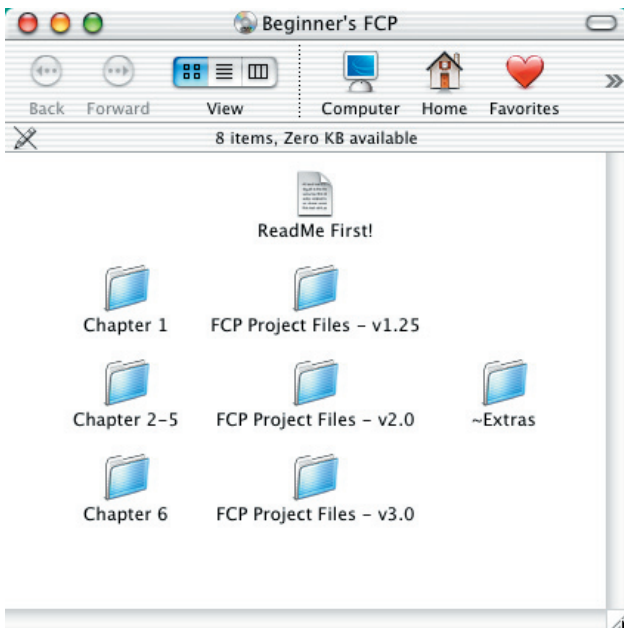 Beginner's FCP
Back Forward View Computer Home Favorites
8 items, Zero KB available
ReadMe First!
Chapter 1 FCP Project Files – v1.25
Chapter 2–5 FCP Project Files – v2.0 ~Extras
Chapter 6 FCP Project Files – v3.0